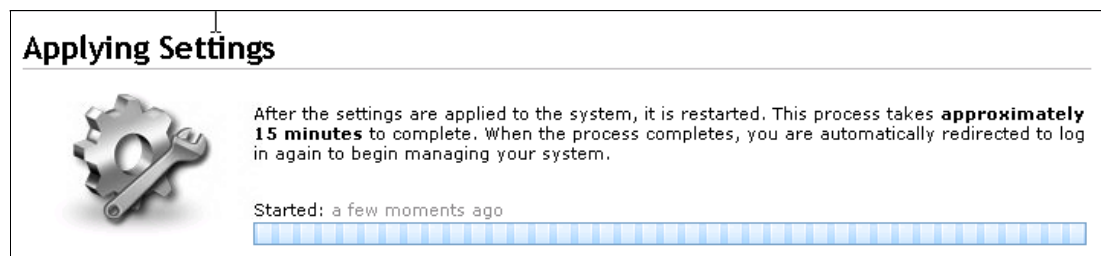 Applying Settings
After the settings are applied to the system, it is restarted. This process takes approximately
15 minutes to complete. When the process completes, you are automatically redirected to log
in again to begin managing your system.
Started: a few moments ago